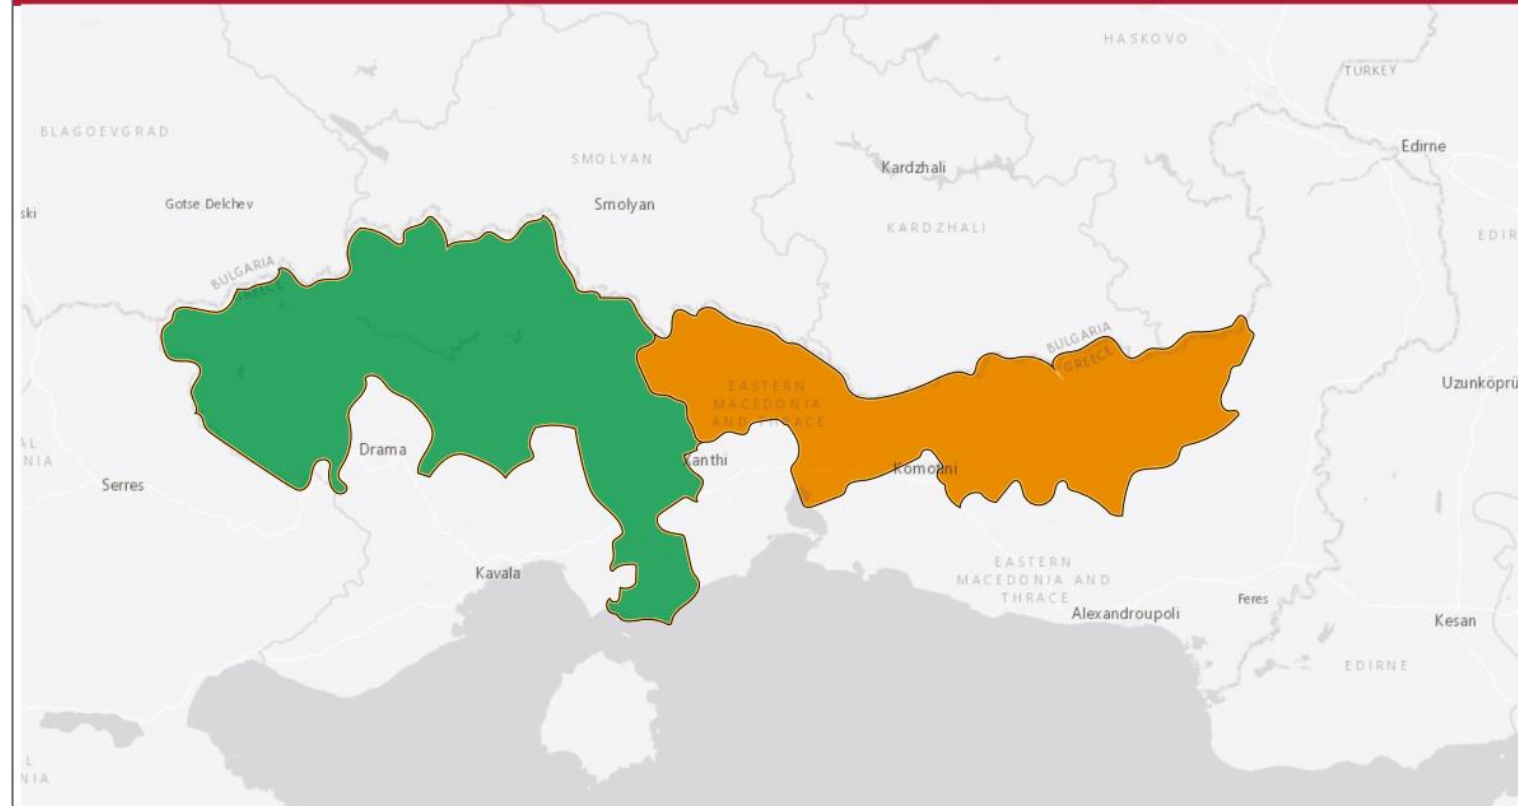 HASKOVO
TURKEY
BLAGOEVGRAD
Edirne
SMOLYAN
Kardzhali
Gotse Delchev
Smolyan
ski
KARDZHALI
EDIR
BULGARIA
GREECE
BULGARIA
GREECE
EASTERN
MACEDONIA
AND THRACE
Uzunköprü
AL
NIA
Drama
Xanthi
Komotini
Serres
Kavala
EASTERN
MACEDONIA AND
THRACE
Alexandroupoli
Feres
Kesan
EDIRNE
L
NIA